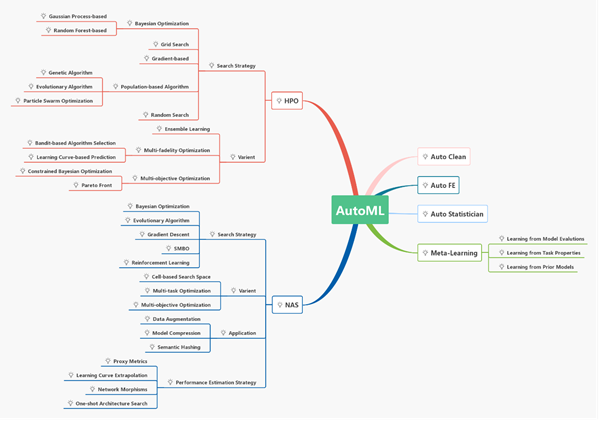 Gaussian Process-based
Random Forest-based
Bayesian Optimization
Grid Search
Gradient-based
Genetic Algorithm
Evolutionary Algorithm
Particle Swarm Optimization
Population-based Algorithm
Random Search
Search Strategy
Ensemble Learning
Bandit-based Algorithm Selection
Learning Curve-based Prediction
Multi-fadelity Optimization
Constrained Bayesian Optimization
Pareto Front
Multi-objective Optimization
Varient
HPO
Bayesian Optimization
Evolutionary Algorithm
Gradient Descent
SMBO
Reinforcement Learning
Search Strategy
Cell-based Search Space
Multi-task Optimization
Multi-objective Optimization
Varient
Data Augmentation
Model Compression
Semantic Hashing
Application
Proxy Metrics
Learning Curve Extrapolation
Network Morphioms
One-shot Architecture Search
Performance Estimation Strategy
NAS
AutoML
Auto Clean
Auto FE
Auto Statistician
Meta-Learning
Learning from Model Evalutions
Learning from Task Properties
Learning from Prior Models